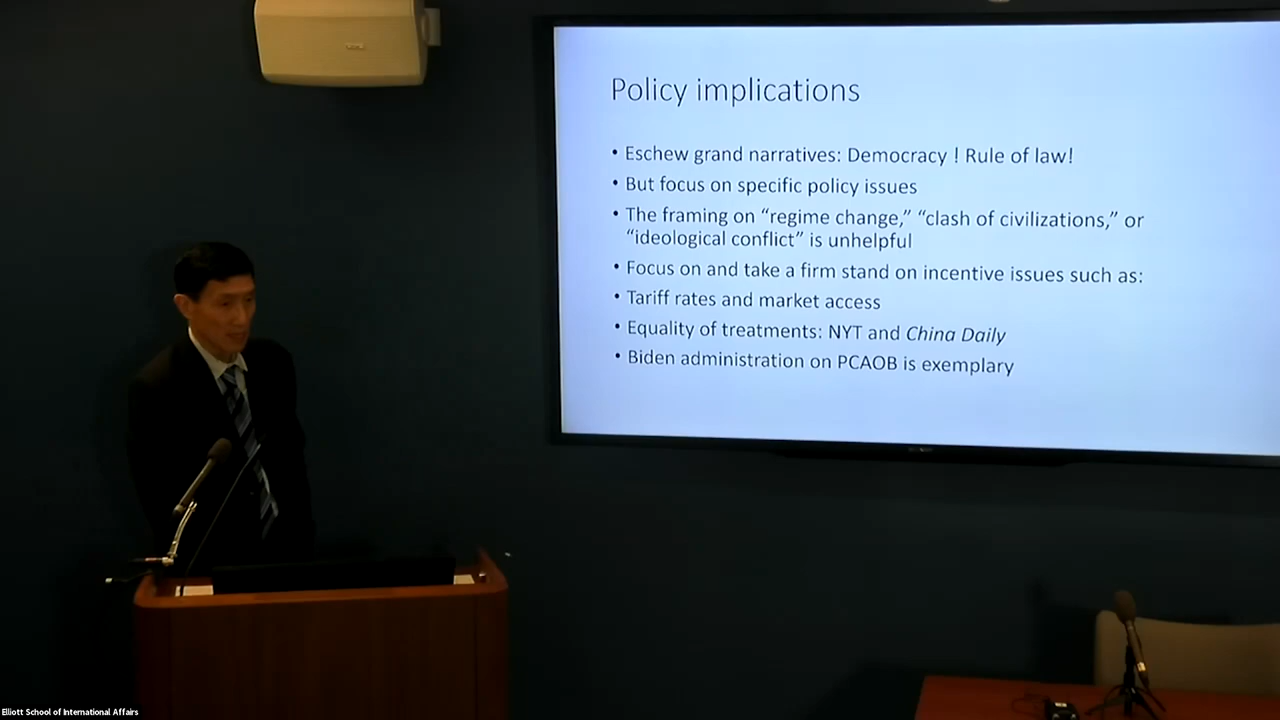 Policy implications
• Eschew grand narratives: Democracy ! Rule of law!
• But focus on specific policy issues
• The framing on “regime change,” “clash of civilizations,” or
“ideological conflict” is unhelpful
• Focus on and take a firm stand on incentive issues such as:
• Tariff rates and market access
• Equality of treatments: NYT and China Daily
• Biden administration on PCAOB is exemplary
Elliott School of International Affairs